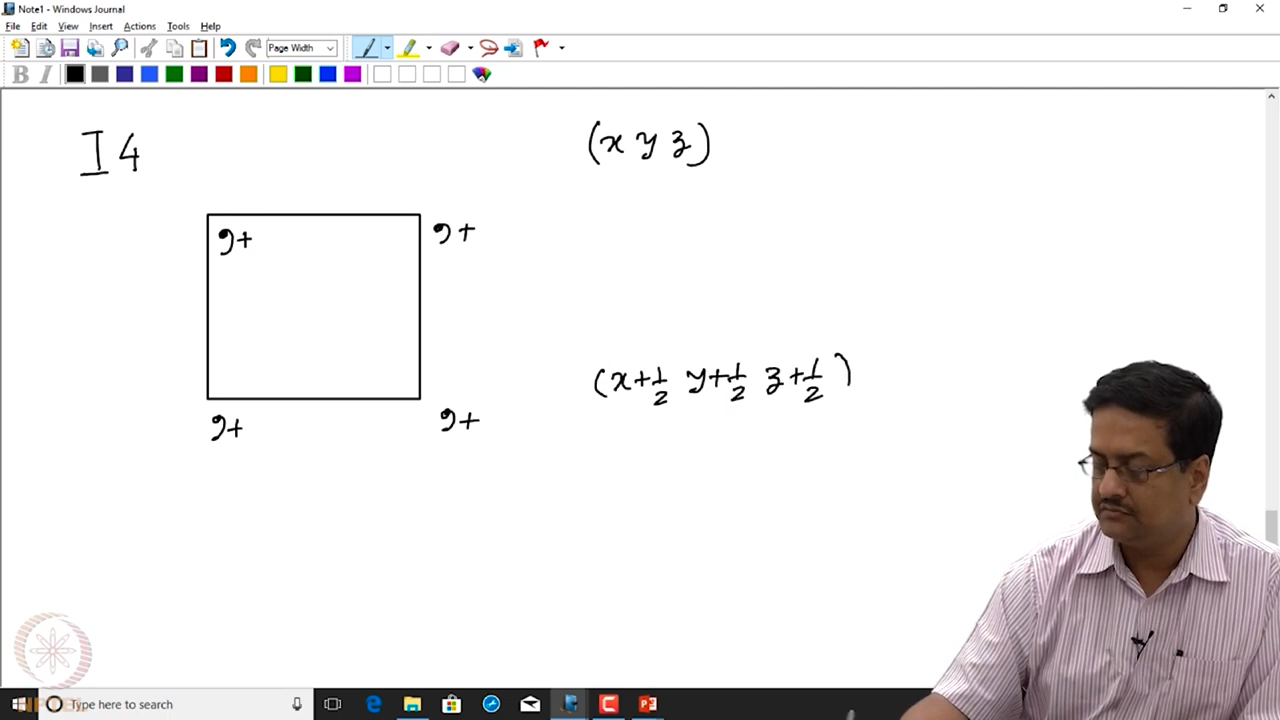 Note1 - Windows Journal
File Edit View Insert Actions Tools Help
Page Width
B I
I 4
(x y z)
9+ 9+
(x+1/2 y+1/2 z+1/2)
9+ 9+
Type here to search